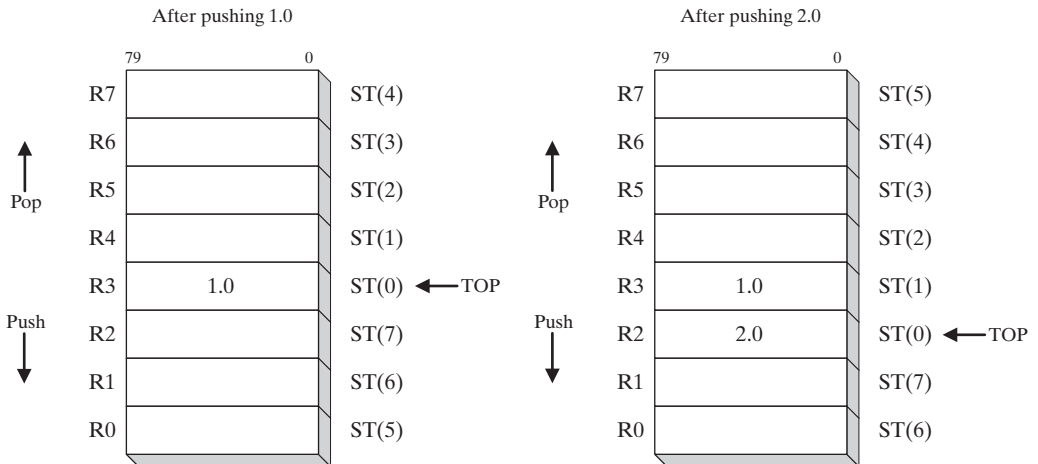 After pushing 1.0
79 0
R7 ST(4)
R6 ST(3)
R5 ST(2)
R4 ST(1)
R3 1.0 ST(0) TOP
R2 ST(7)
R1 ST(6)
R0 ST(5)
Pop
Push
After pushing 2.0
79 0
R7 ST(5)
R6 ST(4)
R5 ST(3)
R4 ST(2)
R3 1.0 ST(1)
R2 2.0 ST(0) TOP
R1 ST(7)
R0 ST(6)
Pop
Push